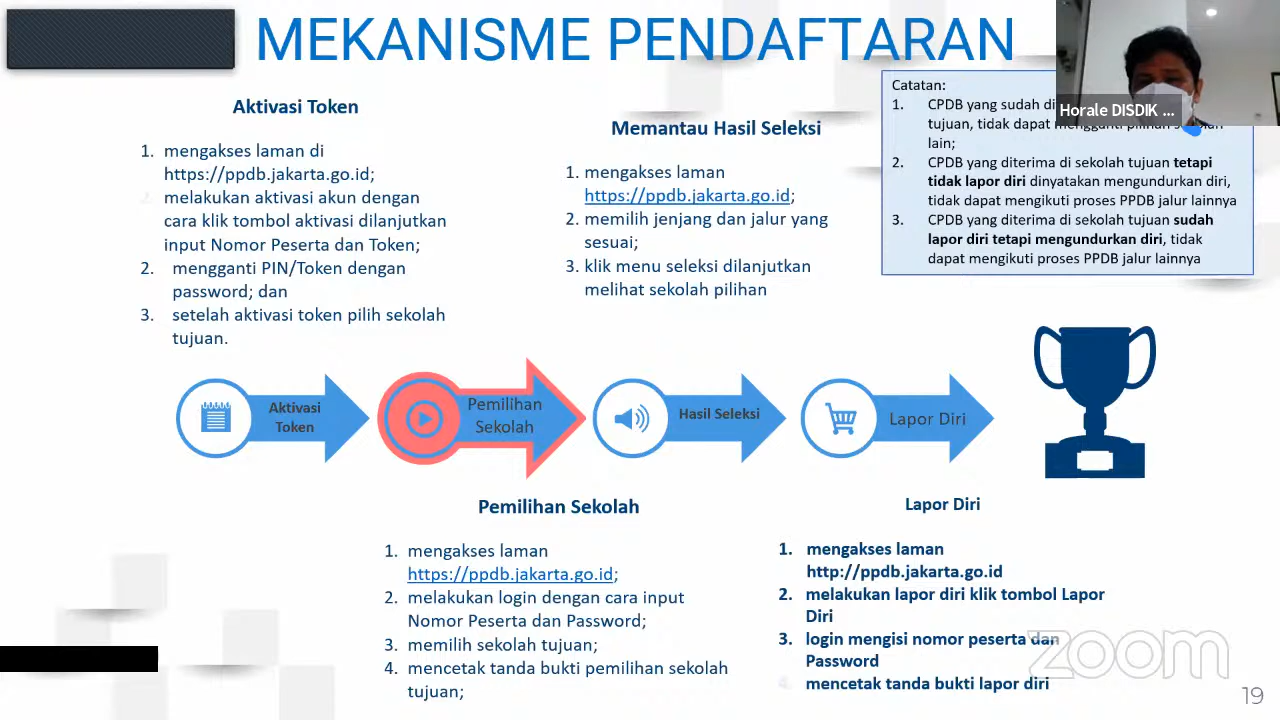 MEKANISME PENDAFTARAN
Horale DISDIK ...
Aktivasi Token
1. mengakses laman di
https://ppdb.jakarta.go.id;
2. melakukan aktivasi akun dengan
cara klik tombol aktivasi dilanjutkan
input Nomor Peserta dan Token;
2. mengganti PIN/Token dengan
password; dan
3. setelah aktivasi token pilih sekolah
tujuan.
Memantau Hasil Seleksi
1. mengakses laman
https://ppdb.jakarta.go.id;
2. memilih jenjang dan jalur yang
sesuai;
3. klik menu seleksi dilanjutkan
melihat sekolah pilihan
Catatan:
1. CPDB yang sudah
tujuan, tidak dapat mengganti pilihan sekolah
lain;
2. CPDB yang diterima di sekolah tujuan tetapi
tidak lapor diri dinyatakan mengundurkan diri,
tidak dapat mengikuti proses PPDB jalur lainnya
3. CPDB yang diterima di sekolah tujuan sudah
lapor diri tetapi mengundurkan diri, tidak
dapat mengikuti proses PPDB jalur lainnya
Aktivasi
Token
Pemilihan
Sekolah
Hasil Seleksi
Lapor Diri
Pemilihan Sekolah
1. mengakses laman
https://ppdb.jakarta.go.id;
2. melakukan login dengan cara input
Nomor Peserta dan Password;
3. memilih sekolah tujuan;
4. mencetak tanda bukti pemilihan sekolah
tujuan;
Lapor Diri
1. mengakses laman
http://ppdb.jakarta.go.id
2. melakukan lapor diri klik tombol Lapor
Diri
3. login mengisi nomor peserta dan
Password
4. mencetak tanda bukti lapor diri
zoom
19